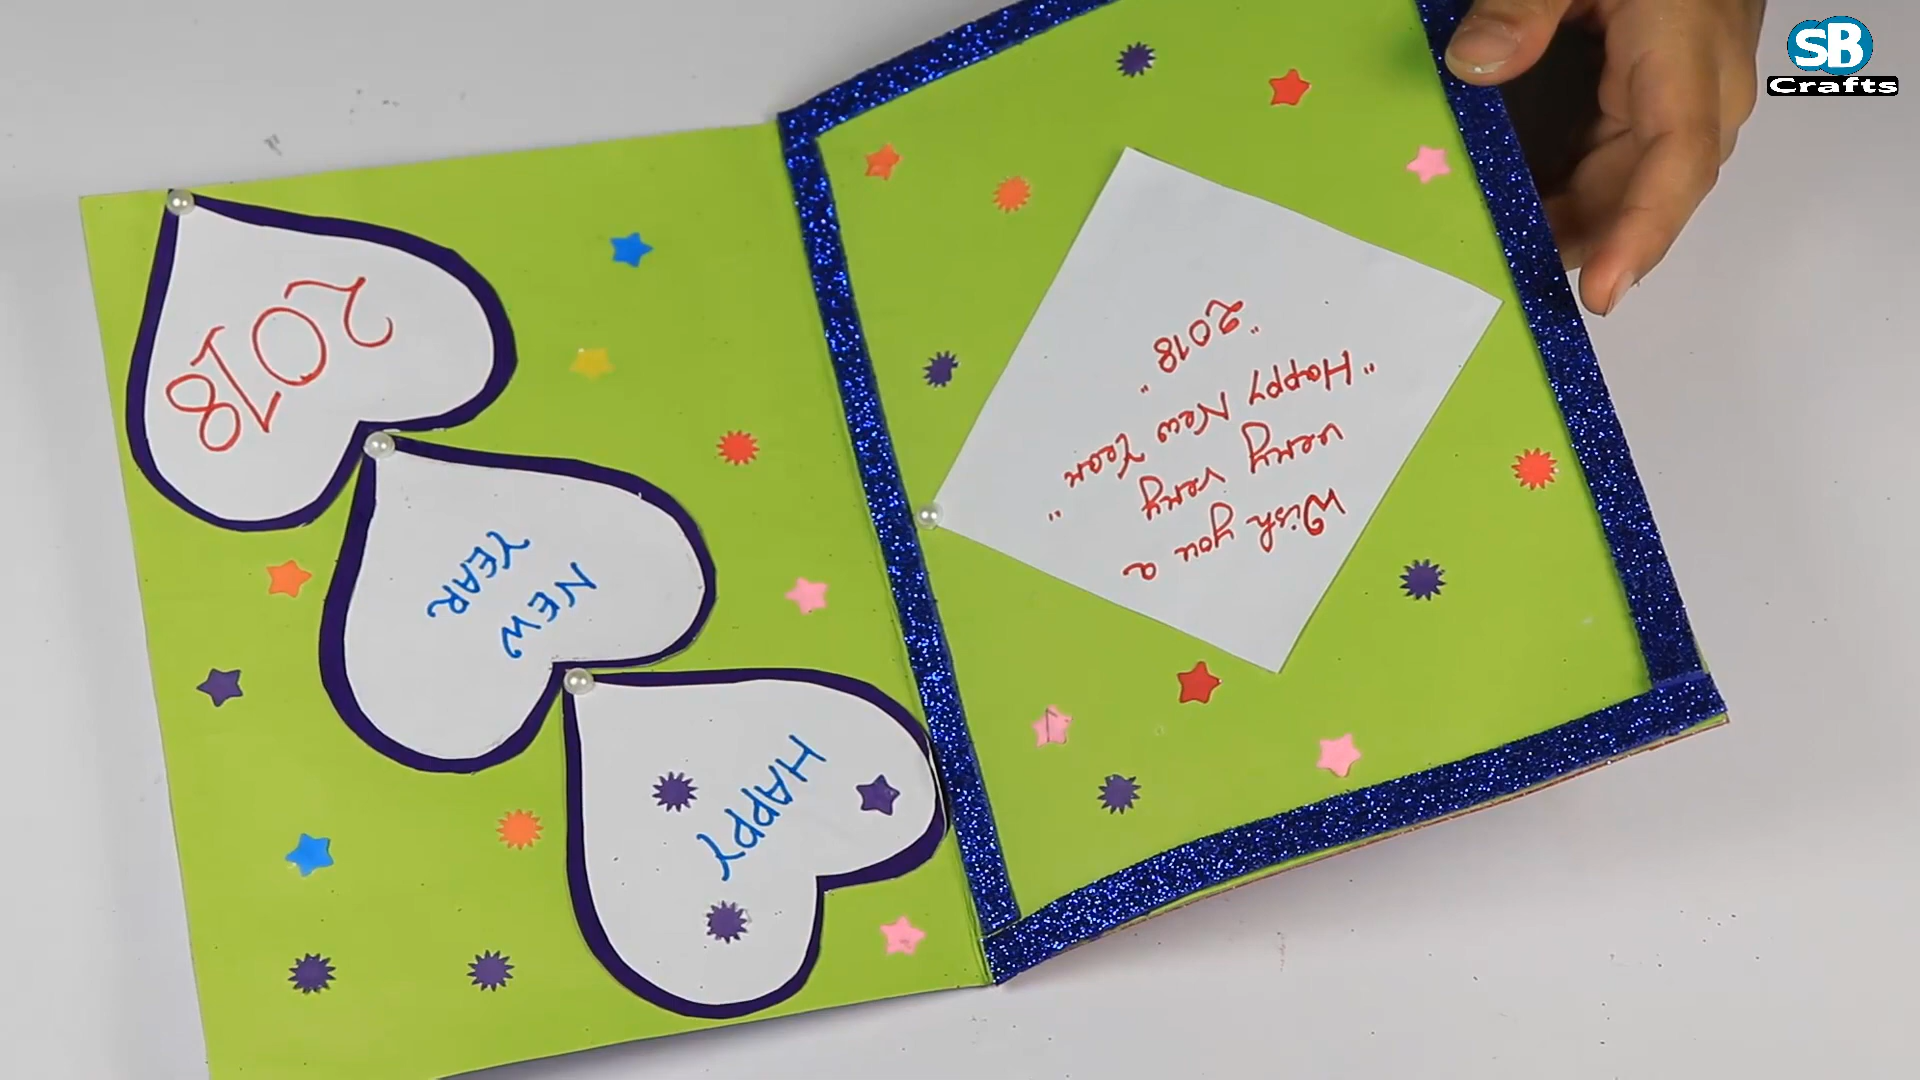 SB
Crafts
HAPPY
NEW
YEAR
2018
Wish you a
very very
"Happy New Year"
"2018"